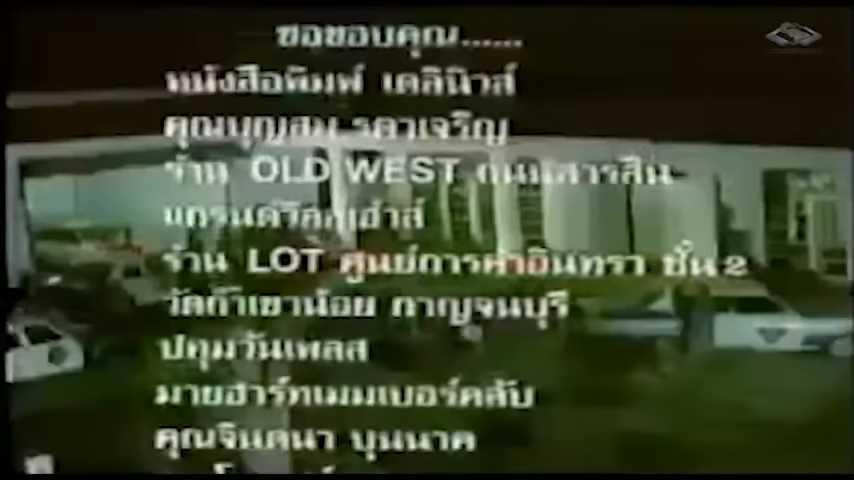 ขอขอบคุณ......
หนังสือพิมพ์ เดลินิวส์
คุณบุญสม รดาเจริญ
ร้าน OLD WEST ถนนสารสิน
แกรนด์ริคกูเฮ้าส์
ร้าน LOT ศูนย์การค้าอินทรา ชั้น 2
วัดถ้ำเขาน้อย กาญจนบุรี
ปทุมวันเพลส
มายฮาร์ทเมมเบอร์คลับ
คุณจินตนา บุนนาค